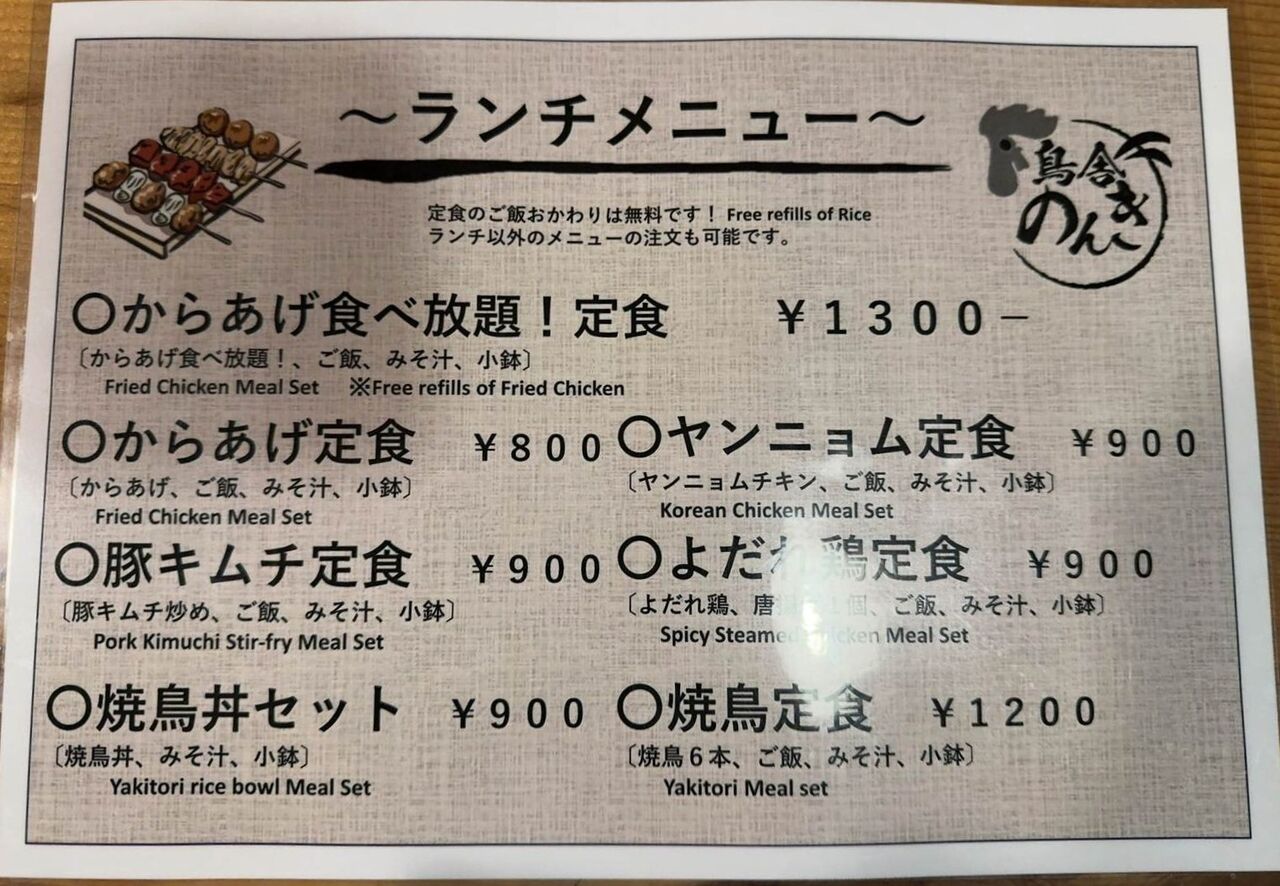 ～ランチメニュー～
鳥舎
のんき
定食のご飯おかわりは無料です！ Free refills of Rice
ランチ以外のメニューの注文も可能です。
〇からあげ食べ放題！定食 ￥１３００－
〔からあげ食べ放題！、ご飯、みそ汁、小鉢〕
Fried Chicken Meal Set ※Free refills of Fried Chicken
〇からあげ定食 ￥８００
〔からあげ、ご飯、みそ汁、小鉢〕
Fried Chicken Meal Set
〇ヤンニョム定食 ￥９００
〔ヤンニョムチキン、ご飯、みそ汁、小鉢〕
Korean Chicken Meal Set
〇豚キムチ定食 ￥９００
〔豚キムチ炒め、ご飯、みそ汁、小鉢〕
Pork Kimuchi Stir-fry Meal Set
〇よだれ鶏定食 ￥９００
〔よだれ鶏、唐揚げ１個、ご飯、みそ汁、小鉢〕
Spicy Steamed Chicken Meal Set
〇焼鳥丼セット ￥９００
〔焼鳥丼、みそ汁、小鉢〕
Yakitori rice bowl Meal Set
〇焼鳥定食 ￥１２００
〔焼鳥６本、ご飯、みそ汁、小鉢〕
Yakitori Meal set